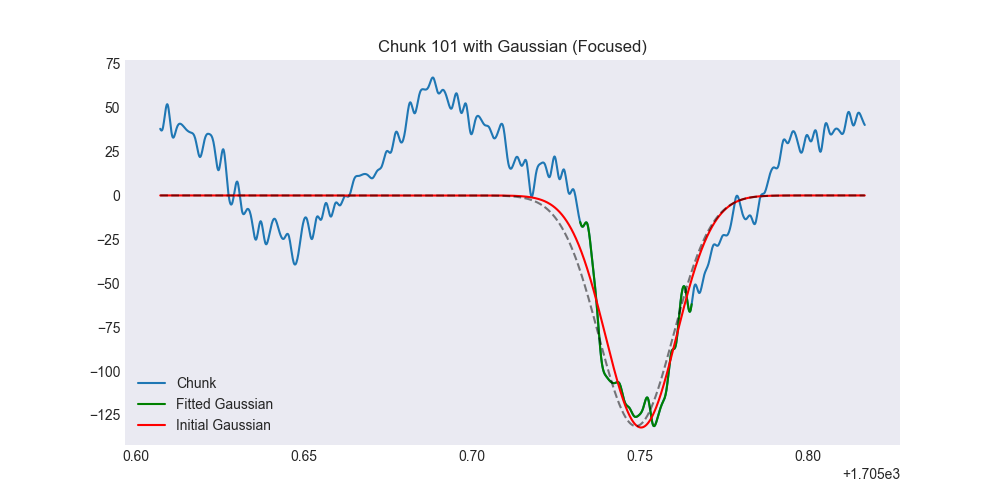 Chunk 101 with Gaussian (Focused)
75
50
25
0
−25
−50
−75
−100
−125
Chunk
Fitted Gaussian
Initial Gaussian
0.60 0.65 0.70 0.75 0.80
+1.705e3